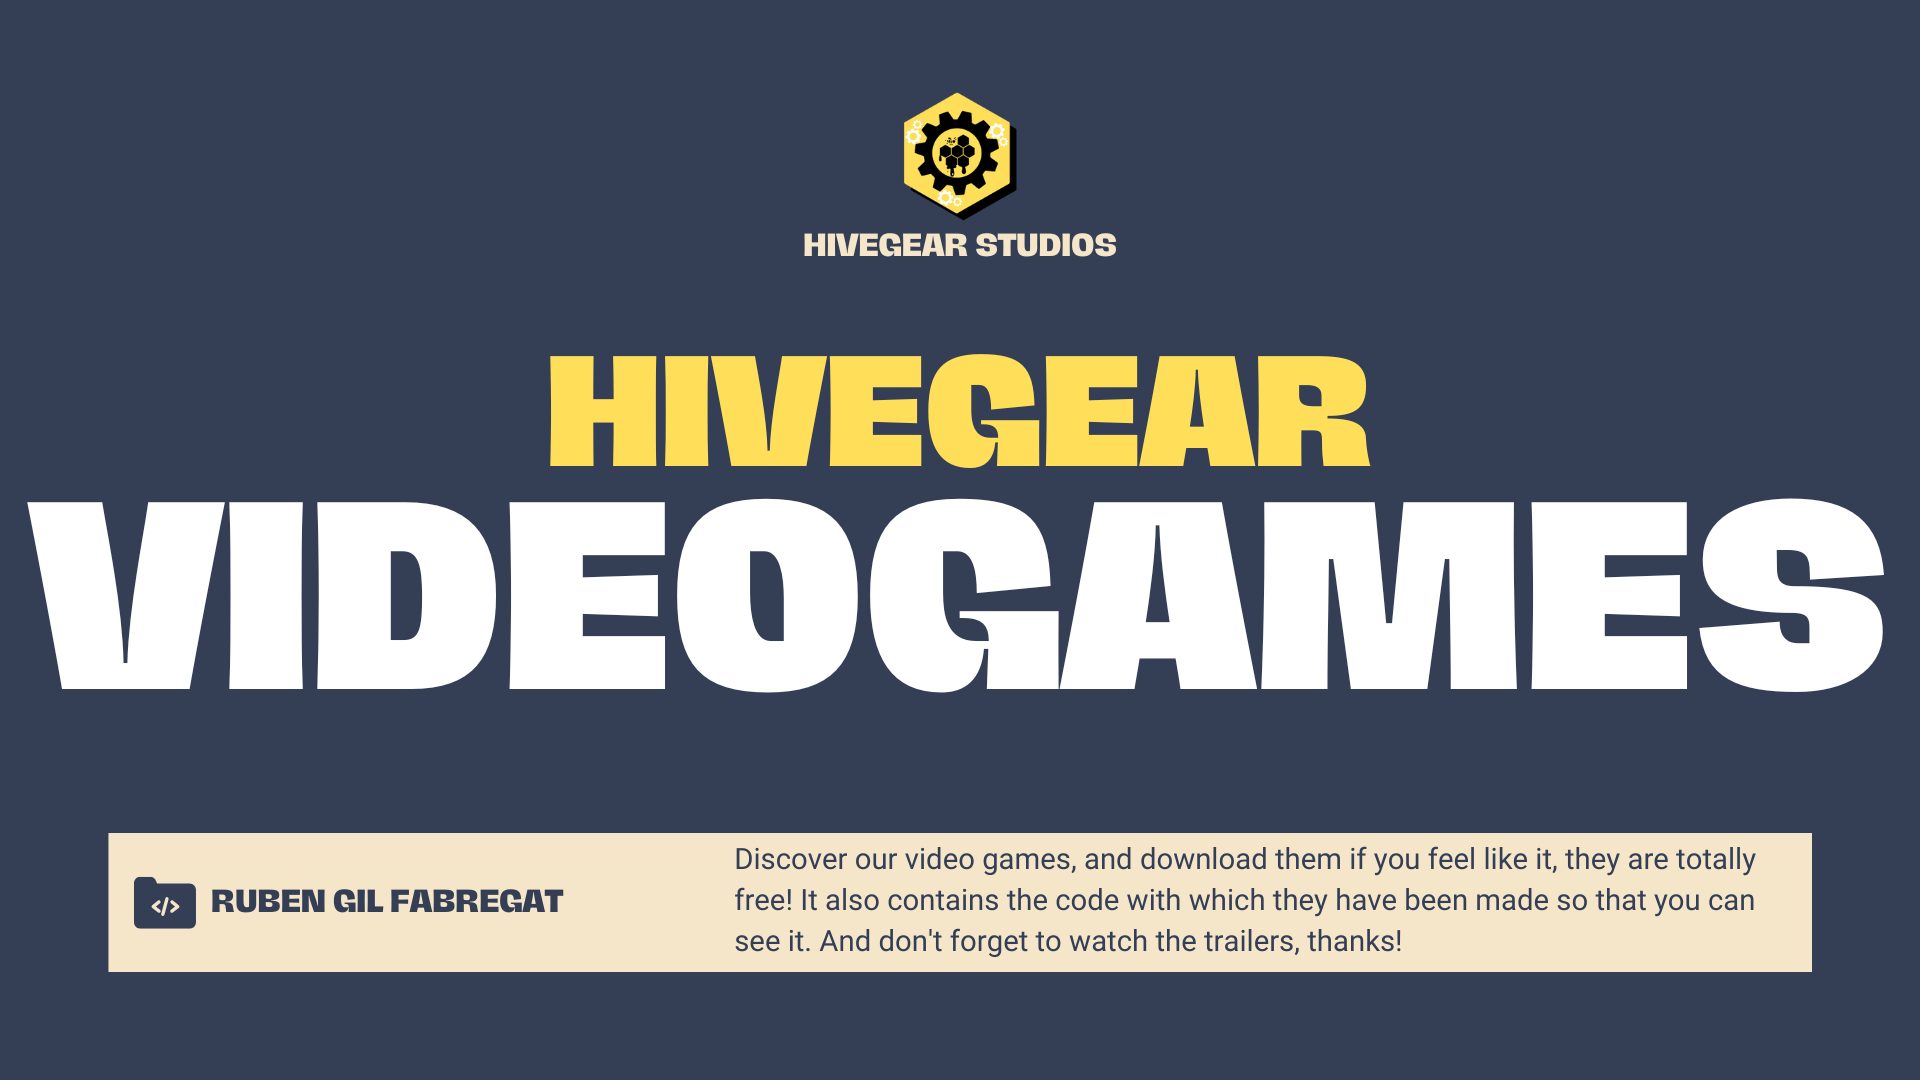 HIVEGEAR STUDIOS
HIVEGEAR
VIDEOGAMES
RUBEN GIL FABREGAT
Discover our video games, and download them if you feel like it, they are totally
free! It also contains the code with which they have been made so that you can
see it. And don't forget to watch the trailers, thanks!